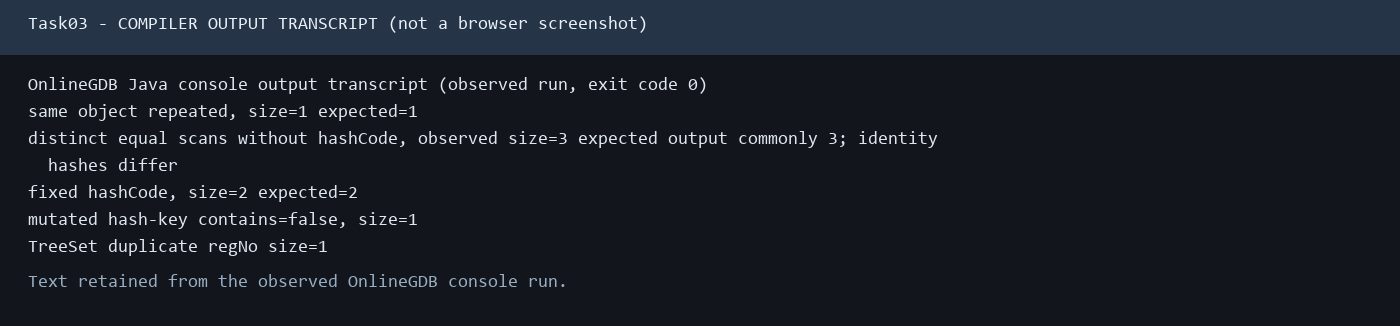 Task03 - COMPILER OUTPUT TRANSCRIPT (not a browser screenshot)
OnlineGDB Java console output transcript (observed run, exit code 0)
same object repeated, size=1 expected=1
distinct equal scans without hashCode, observed size=3 expected output commonly 3; identity
hashes differ
fixed hashCode, size=2 expected=2
mutated hash-key contains=false, size=1
TreeSet duplicate regNo size=1
Text retained from the observed OnlineGDB console run.